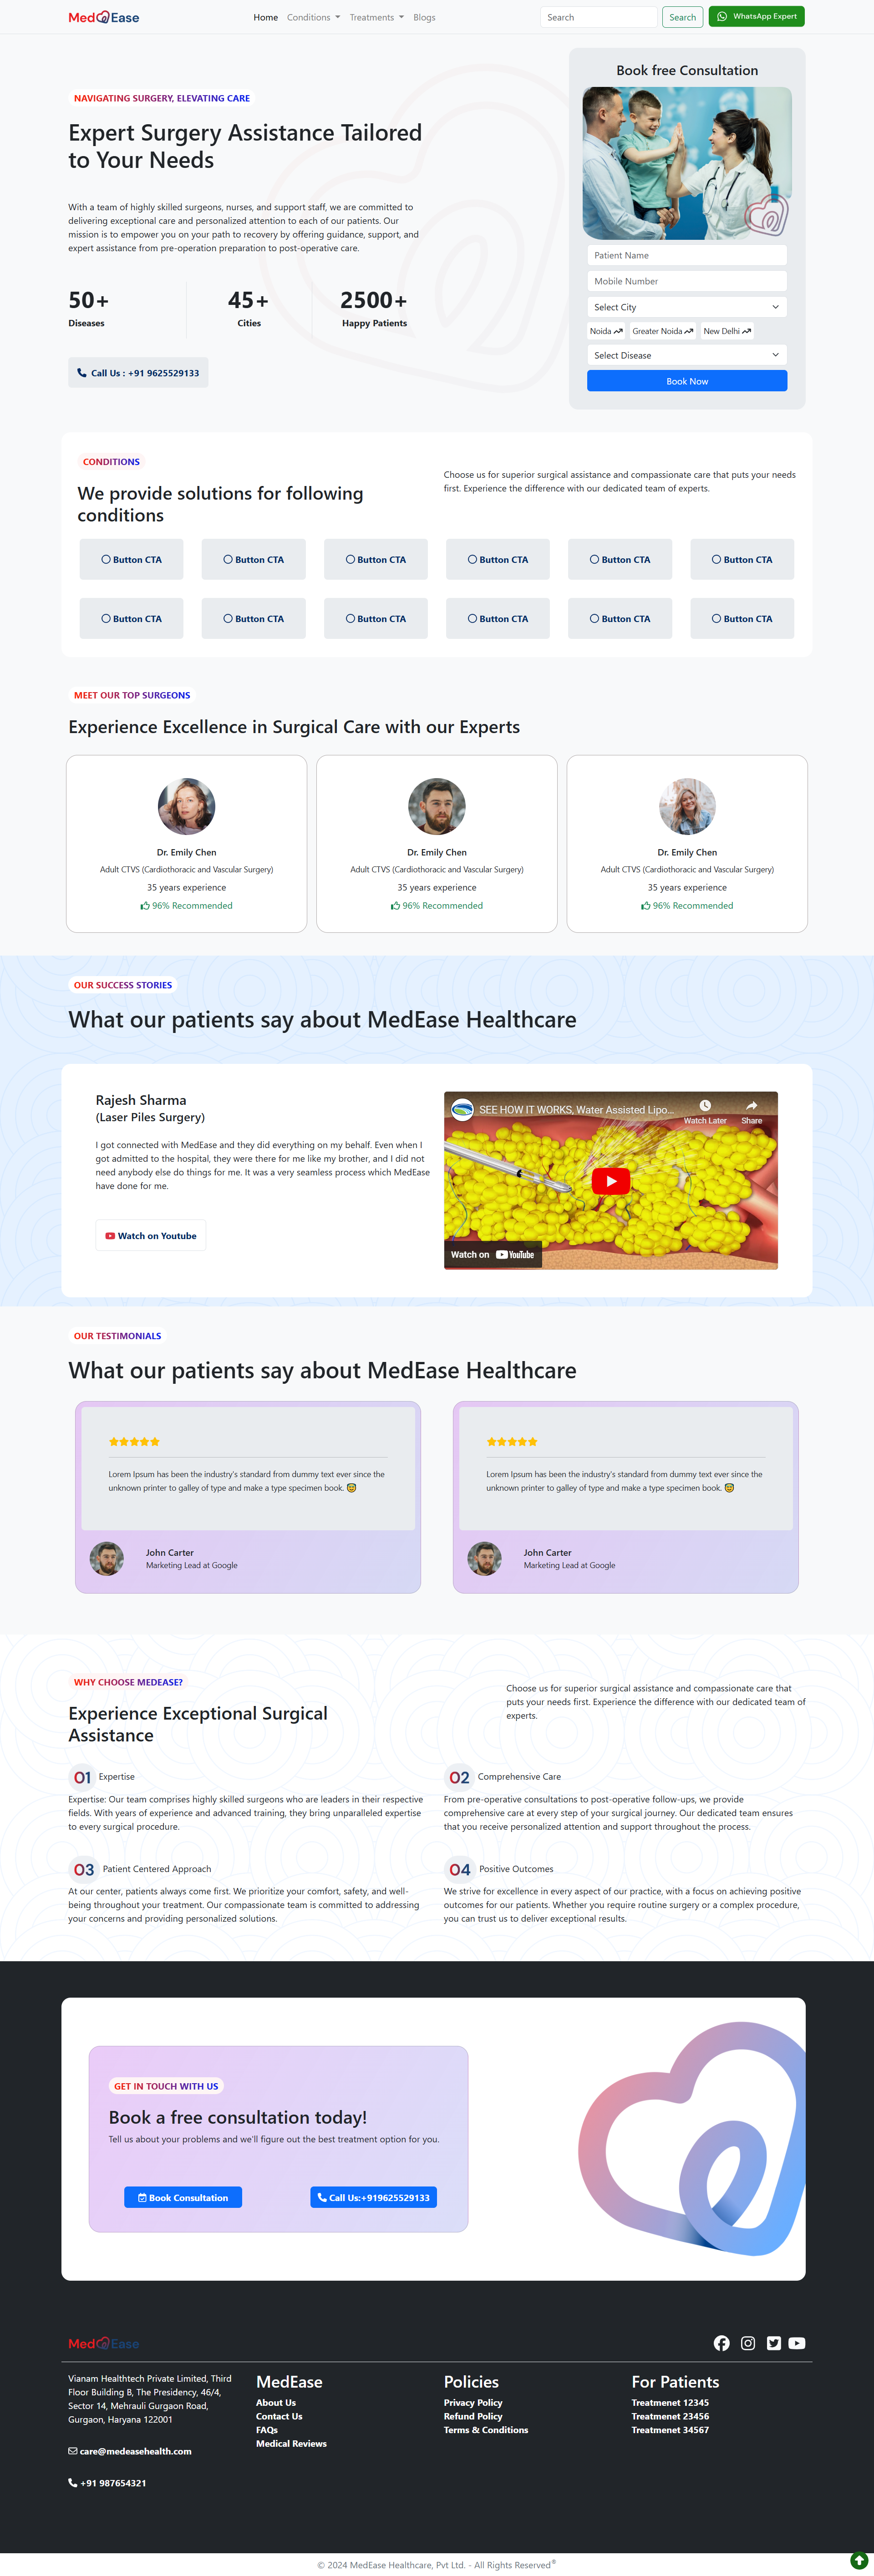 MedEase
Home Conditions Treatments Blogs
Search
Search
WhatsApp Expert
NAVIGATING SURGERY, ELEVATING CARE
Expert Surgery Assistance Tailored
to Your Needs
With a team of highly skilled surgeons, nurses, and support staff, we are committed to
delivering exceptional care and personalized attention to each of our patients. Our
mission is to empower you on your path to recovery by offering guidance, support, and
expert assistance from pre-operation preparation to post-operative care.
50+ 45+ 2500+
Diseases Cities Happy Patients
Call Us : +91 9625529133
Book free Consultation
Patient Name
Mobile Number
Select City
Noida Greater Noida New Delhi
Select Disease
Book Now
CONDITIONS
We provide solutions for following
conditions
Choose us for superior surgical assistance and compassionate care that puts your needs
first. Experience the difference with our dedicated team of experts.
Button CTA Button CTA Button CTA Button CTA Button CTA Button CTA
Button CTA Button CTA Button CTA Button CTA Button CTA Button CTA
MEET OUR TOP SURGEONS
Experience Excellence in Surgical Care with our Experts
Dr. Emily Chen Dr. Emily Chen Dr. Emily Chen
Adult CTVS (Cardiothoracic and Vascular Surgery) Adult CTVS (Cardiothoracic and Vascular Surgery) Adult CTVS (Cardiothoracic and Vascular Surgery)
35 years experience 35 years experience 35 years experience
96% Recommended 96% Recommended 96% Recommended
OUR SUCCESS STORIES
What our patients say about MedEase Healthcare
Rajesh Sharma
(Laser Piles Surgery)
I got connected with MedEase and they did everything on my behalf. Even when I
got admitted to the hospital, they were there for me like my brother, and I did not
need anybody else do things for me. It was a very seamless process which MedEase
have done for me.
Watch on Youtube
SEE HOW IT WORKS, Water Assisted Lipo...
Watch Later Share
Watch on YouTube
OUR TESTIMONIALS
What our patients say about MedEase Healthcare
Lorem Ipsum has been the industry's standard from dummy text ever since the
unknown printer to galley of type and make a type specimen book. 😇
John Carter
Marketing Lead at Google
Lorem Ipsum has been the industry's standard from dummy text ever since the
unknown printer to galley of type and make a type specimen book. 😇
John Carter
Marketing Lead at Google
WHY CHOOSE MEDEASE?
Experience Exceptional Surgical
Assistance
Choose us for superior surgical assistance and compassionate care that
puts your needs first. Experience the difference with our dedicated team of
experts.
01 Expertise
Expertise: Our team comprises highly skilled surgeons who are leaders in their respective
fields. With years of experience and advanced training, they bring unparalleled expertise
to every surgical procedure.
02 Comprehensive Care
From pre-operative consultations to post-operative follow-ups, we provide
comprehensive care at every step of your surgical journey. Our dedicated team ensures
that you receive personalized attention and support throughout the process.
03 Patient Centered Approach
At our center, patients always come first. We prioritize your comfort, safety, and well-
being throughout your treatment. Our compassionate team is committed to addressing
your concerns and providing personalized solutions.
04 Positive Outcomes
We strive for excellence in every aspect of our practice, with a focus on achieving positive
outcomes for our patients. Whether you require routine surgery or a complex procedure,
you can trust us to deliver exceptional results.
GET IN TOUCH WITH US
Book a free consultation today!
Tell us about your problems and we'll figure out the best treatment option for you.
Book Consultation
Call Us:+919625529133
MedEase
Vianam Healthtech Private Limited, Third
Floor Building B, The Presidency, 46/4,
Sector 14, Mehrauli Gurgaon Road,
Gurgaon, Haryana 122001
care@medeasehealth.com
+91 987654321
MedEase
About Us
Contact Us
FAQs
Medical Reviews
Policies
Privacy Policy
Refund Policy
Terms & Conditions
For Patients
Treatmenet 12345
Treatmenet 23456
Treatmenet 34567
© 2024 MedEase Healthcare, Pvt Ltd. - All Rights Reserved®